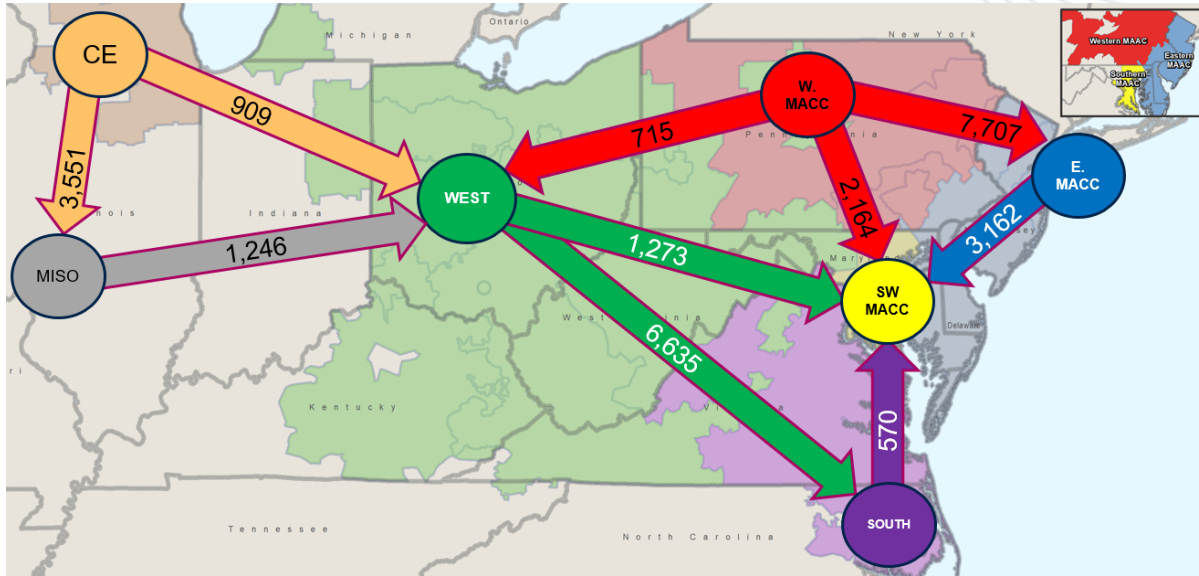 Ontario
Michigan
New York
Western MAAC
Eastern
MAAC
Southern
MAAC
CE
909
3,551
W.
MACC
715
7,707
2,164
Pennsylvania
E.
MACC
WEST
Indiana
MISO
1,246
1,273
3,162
Maryland
SW
MACC
Delaware
6,635
Kentucky
570
SOUTH
Tennessee
North Carolina